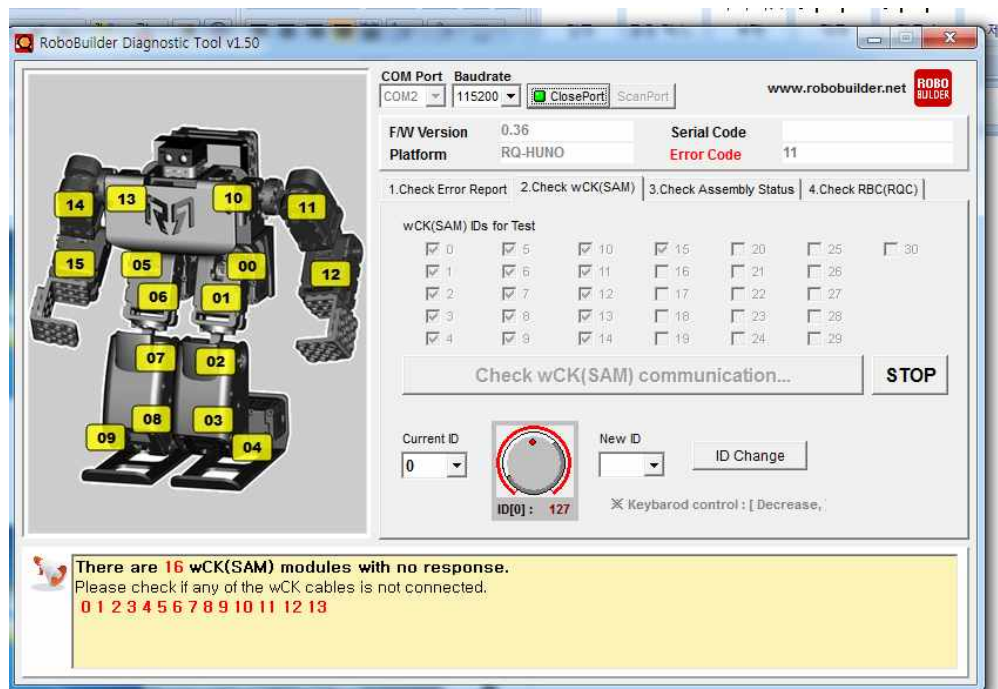 RoboBuilder Diagnostic Tool v1.50
COM Port Baudrate
COM2 115200 ClosePort ScanPort
www.robobuilder.net ROBO BUILDER
F/W Version 0.36 Serial Code
Platform RQ-HUNO Error Code 11
1.Check Error Report 2.Check wCK(SAM) 3.Check Assembly Status 4.Check RBC(RQC)
wCK(SAM) IDs for Test
0 5 10 15 20 25 30
1 6 11 16 21 26
2 7 12 17 22 27
3 8 13 18 23 28
4 9 14 19 24 29
Check wCK(SAM) communication... STOP
Current ID New ID
0 ID Change
ID[0] : 127 ※ Keybarod control : [ Decrease,
14 13 10 11
15 05 00 12
06 01
07 02
08 03
09 04
There are 16 wCK(SAM) modules with no response.
Please check if any of the wCK cables is not connected.
0 1 2 3 4 5 6 7 8 9 10 11 12 13